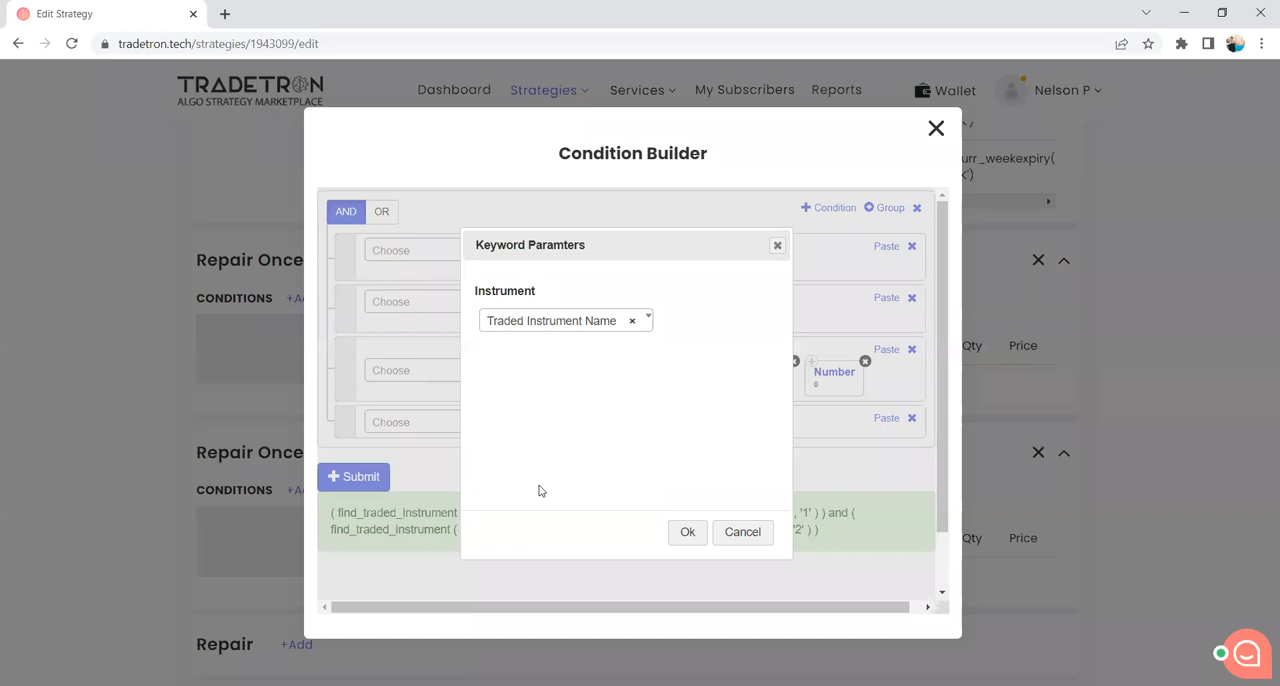 Edit Strategy
tradetron.tech/strategies/1943099/edit
TRADETRON
ALGO STRATEGY MARKETPLACE
Dashboard Strategies Services My Subscribers Reports Wallet Nelson P
Condition Builder
urr_weekexpiry(
AND OR + Condition Group
Keyword Paramters
Choose Paste
Instrument
Traded Instrument Name ×
Choose Paste
Choose Number Paste
0
Choose Paste
+ Submit
( find_traded_instrument , '1' ) ) and (
find_traded_instrument ( '2' ) )
Ok Cancel
Repair Once
CONDITIONS +A
Qty Price
Repair Once
CONDITIONS +A
Qty Price
Repair +Add